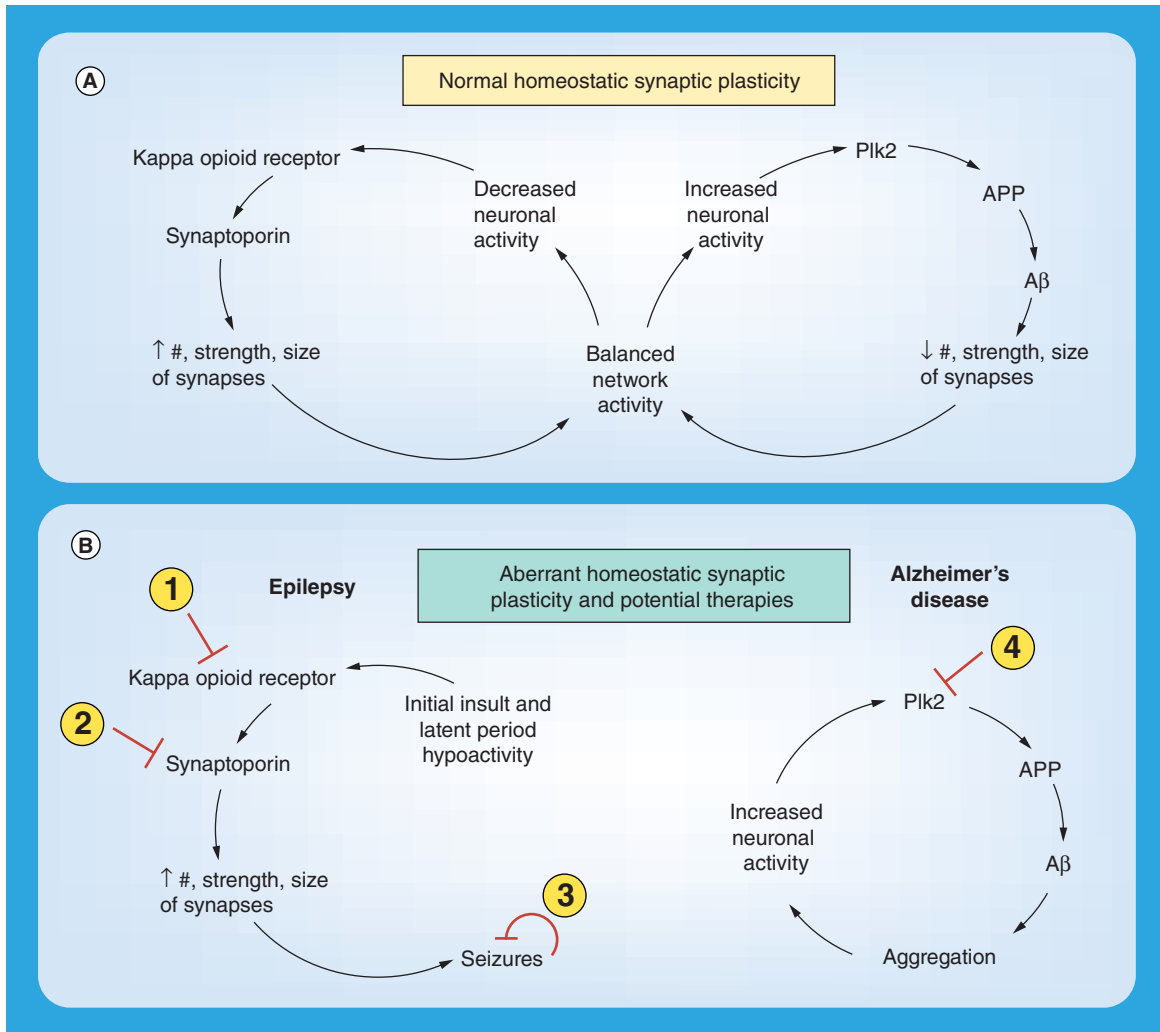 A
Normal homeostatic synaptic plasticity
Kappa opioid receptor
Synaptoporin
↑ #, strength, size
of synapses
Decreased
neuronal
activity
Balanced
network
activity
Increased
neuronal
activity
Plk2
APP
Aβ
↓ #, strength, size
of synapses
B
Aberrant homeostatic synaptic
plasticity and potential therapies
Epilepsy
1
Kappa opioid receptor
Initial insult and
latent period
hypoactivity
2
Synaptoporin
↑ #, strength, size
of synapses
3
Seizures
Alzheimer's
disease
4
Plk2
APP
Aβ
Aggregation
Increased
neuronal
activity